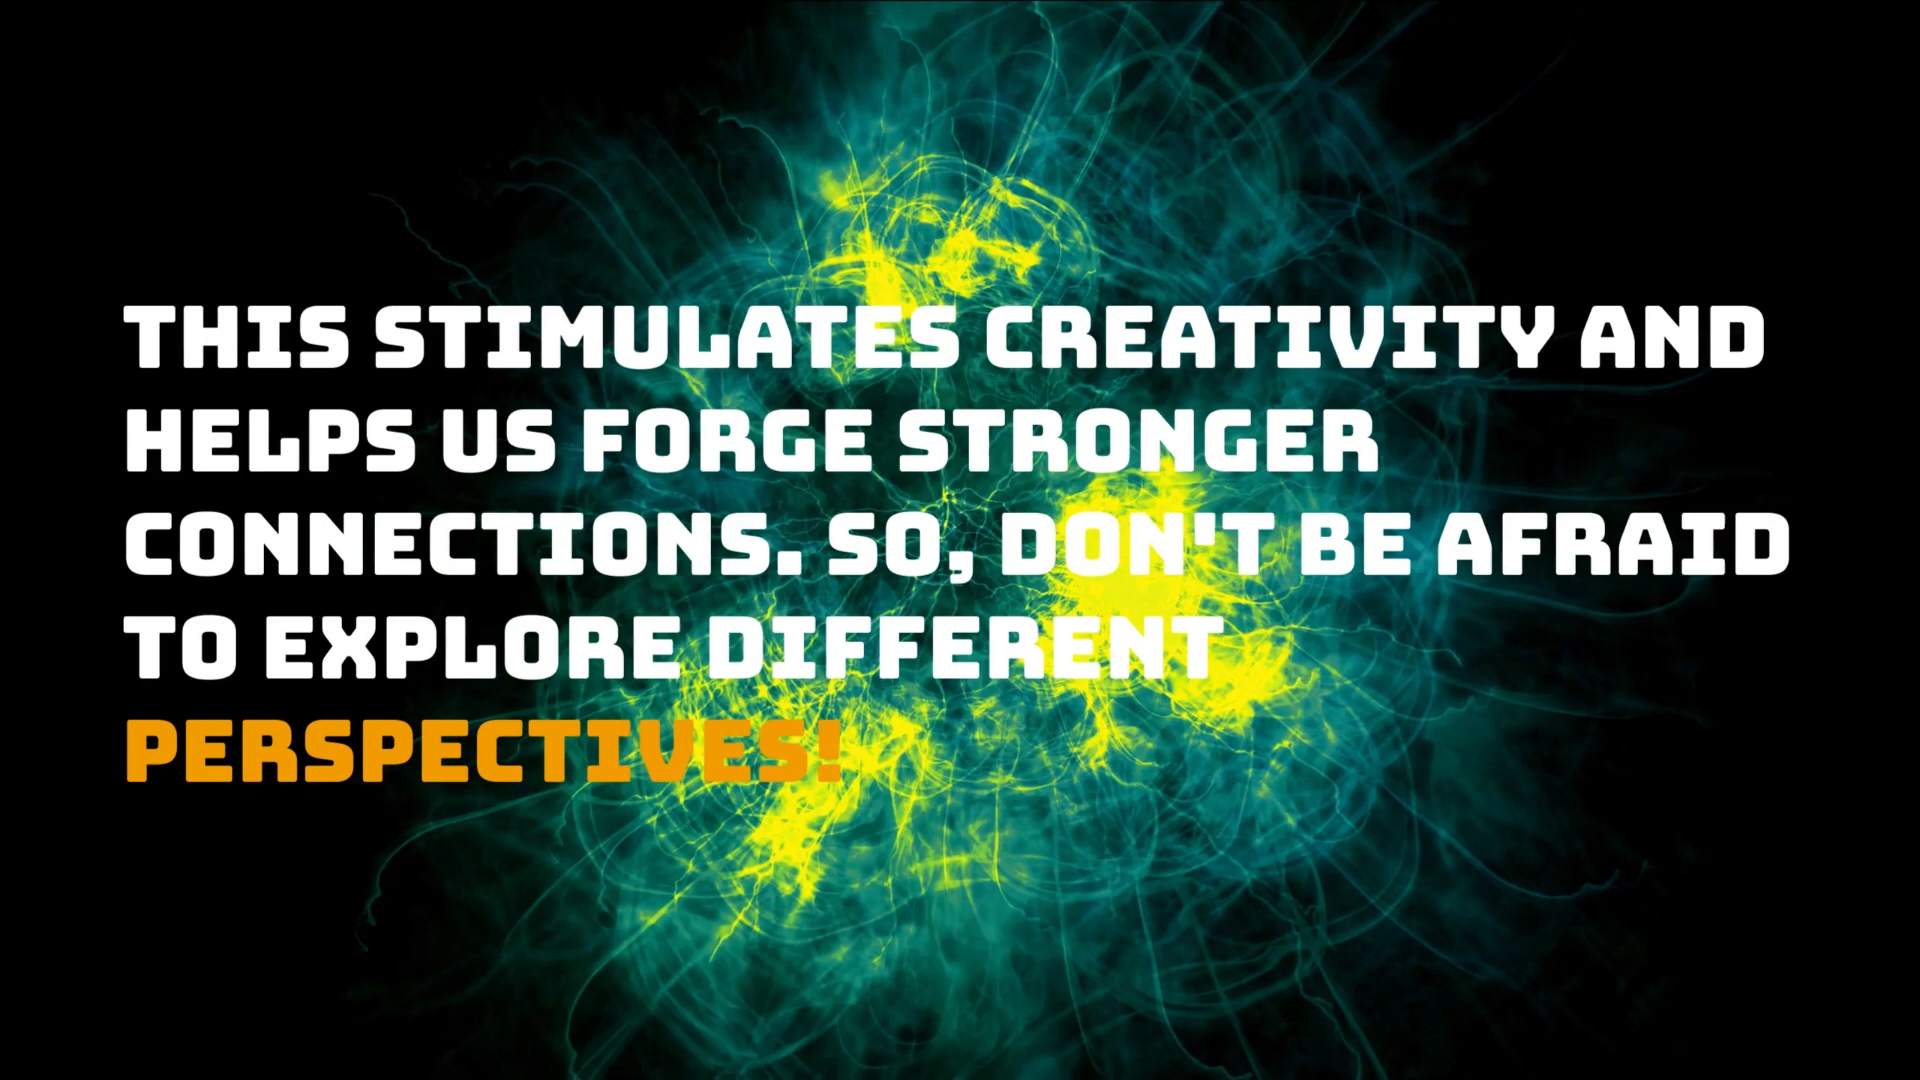 THIS STIMULATES CREATIVITY AND
HELPS US FORGE STRONGER
CONNECTIONS. SO, DON'T BE AFRAID
TO EXPLORE DIFFERENT
PERSPECTIVES!